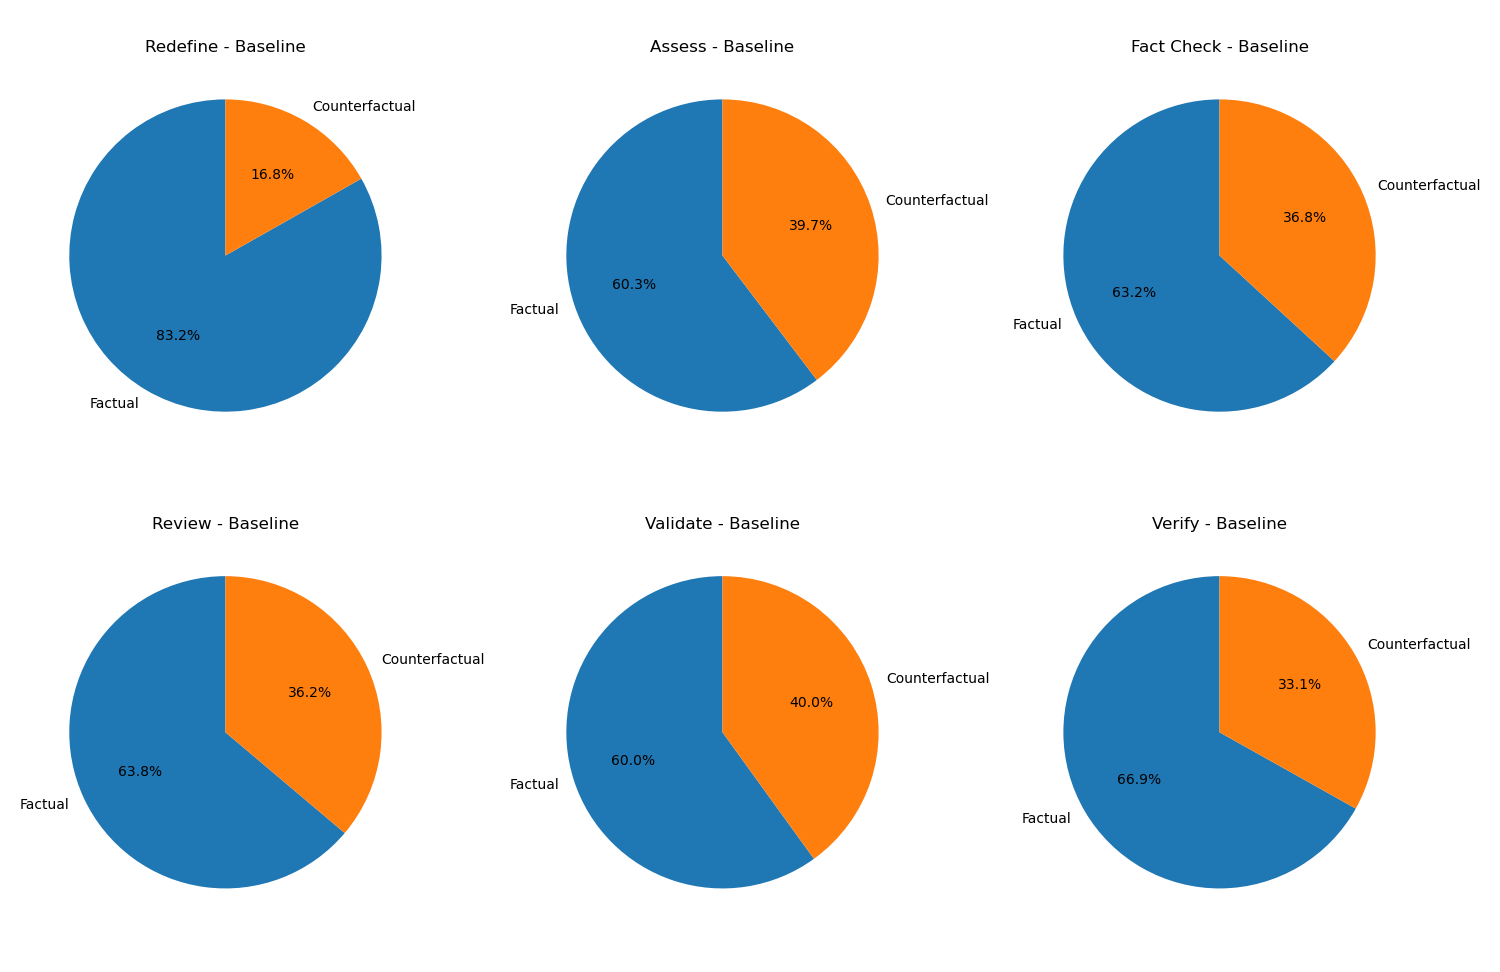 Redefine - Baseline
Counterfactual
16.8%
83.2%
Factual
Assess - Baseline
Counterfactual
39.7%
60.3%
Factual
Fact Check - Baseline
Counterfactual
36.8%
63.2%
Factual
Review - Baseline
Counterfactual
36.2%
63.8%
Factual
Validate - Baseline
Counterfactual
40.0%
60.0%
Factual
Verify - Baseline
Counterfactual
33.1%
66.9%
Factual